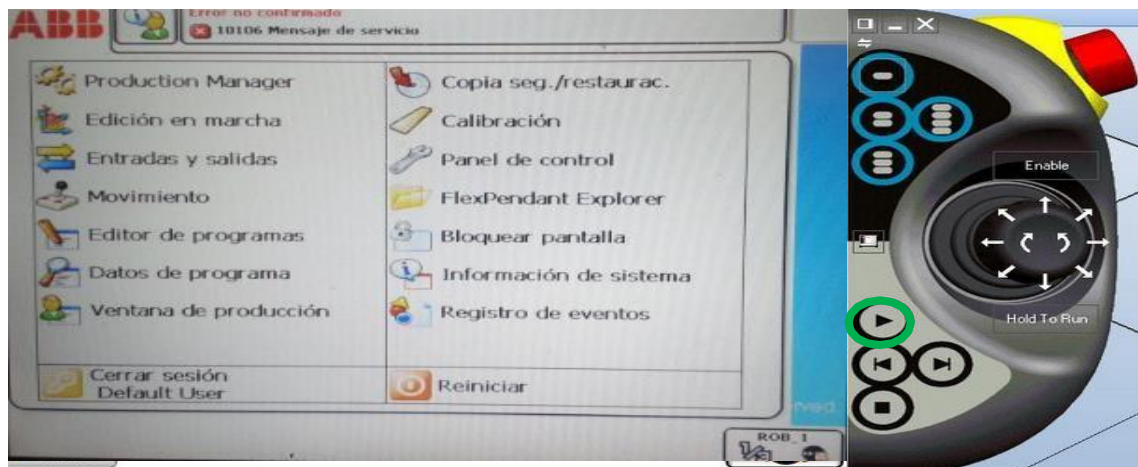 ABB
Error no confirmado
10106 Mensaje de servicio
Production Manager
Copia seg./restaurac.
Edición en marcha
Calibración
Entradas y salidas
Panel de control
Movimiento
FlexPendant Explorer
Editor de programas
Bloquear pantalla
Datos de programa
Información de sistema
Ventana de producción
Registro de eventos
Cerrar sesión
Default User
Reiniciar
ROB_1
Enable
Hold To Run